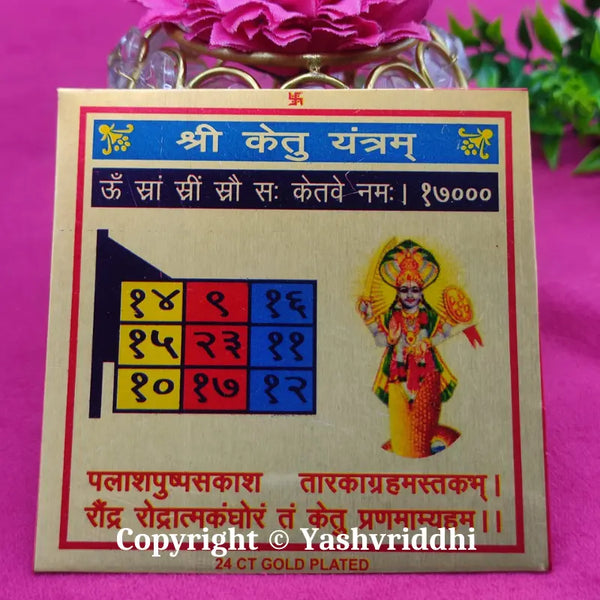 श्री केतु यंत्रम्
ऊँ स्रां स्रीं स्रौ सः केतवे नमः। १७०००
१४ ९ १६
१५ २३ ११
१० १७ १२
पलाशपुष्पसकाश तारकाग्रहमस्तकम्।
रौंद्र रोद्रात्मकंघोरं तं केतु प्रणमाम्यहम्।।
Copyright © Yashvriddhi
24 CT GOLD PLATED